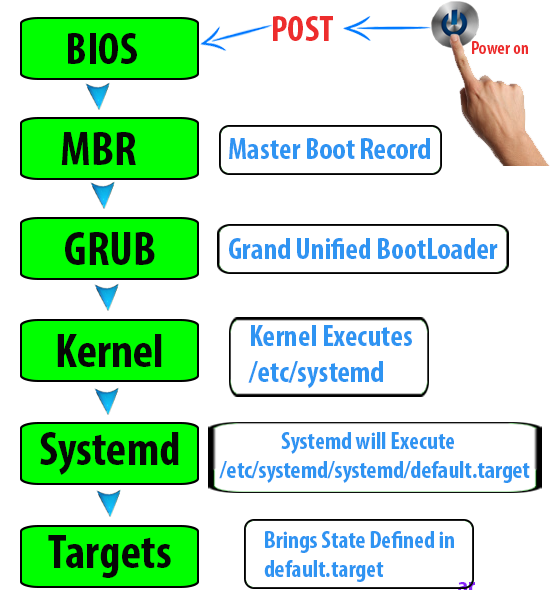 POST
Power on
BIOS
MBR
Master Boot Record
GRUB
Grand Unified BootLoader
Kernel
Kernel Executes
/etc/systemd
Systemd
Systemd will Execute
/etc/systemd/systemd/default.target
Targets
Brings State Defined in
default.target
ar